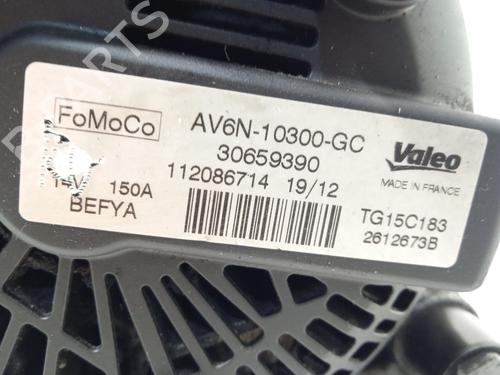 FoMoCo
AV6N-10300-GC
30659390
Valeo
MADE IN FRANCE
112086714 19/12
14V 150A
BEFYA
TG15C183
2612673B